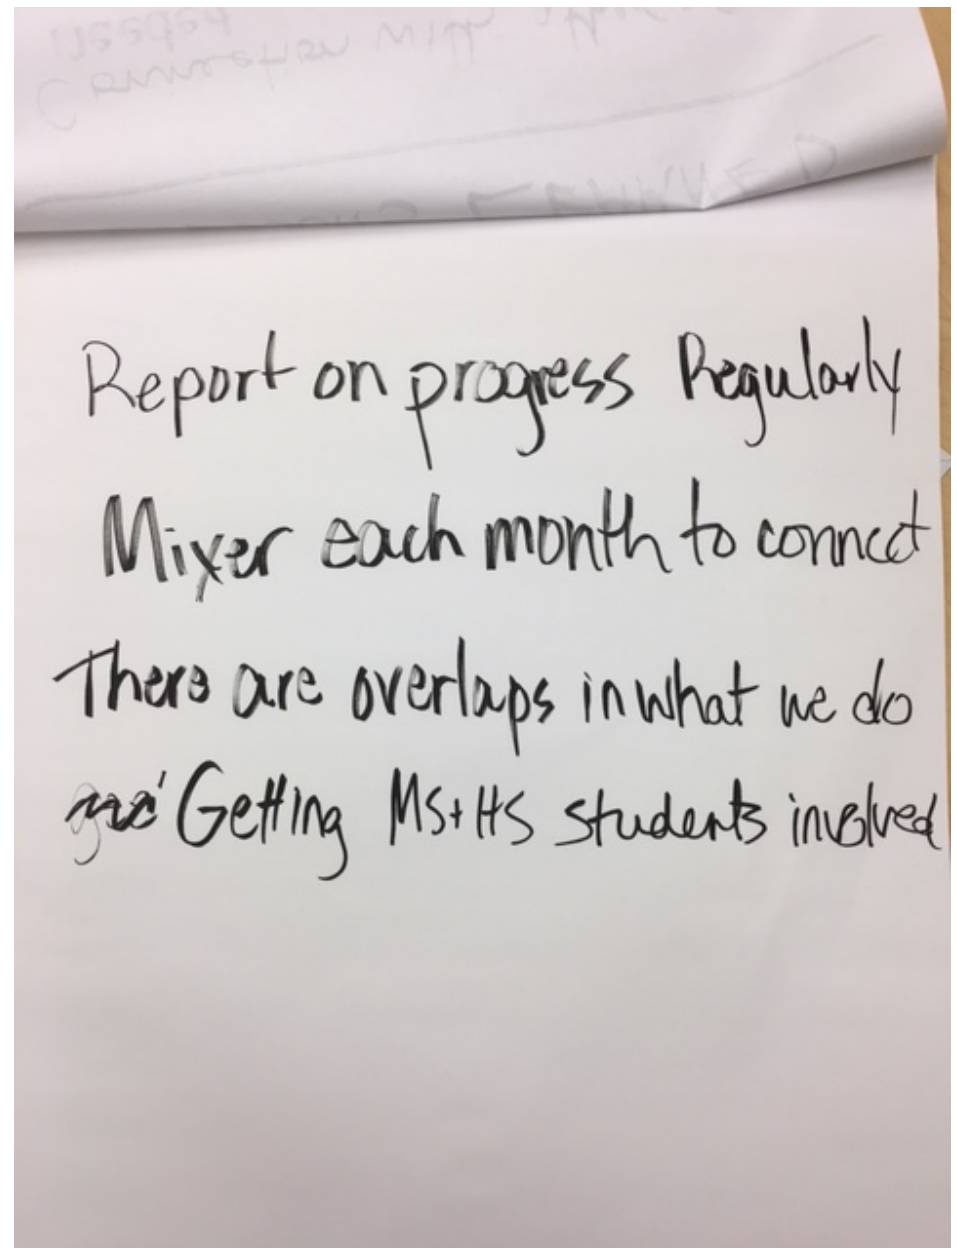 Report on progress Regularly
Mixer each month to connect
There are overlaps in what we do
Getting MS+HS students involved